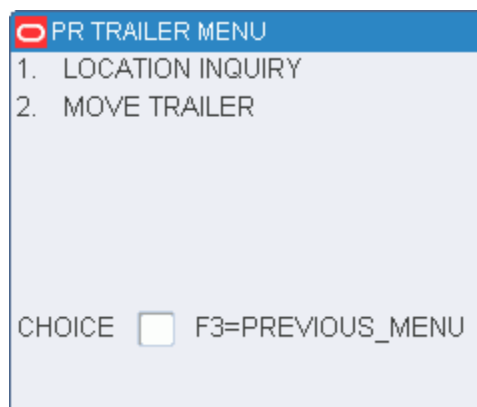 PR TRAILER MENU
1. LOCATION INQUIRY
2. MOVE TRAILER
CHOICE F3=PREVIOUS_MENU